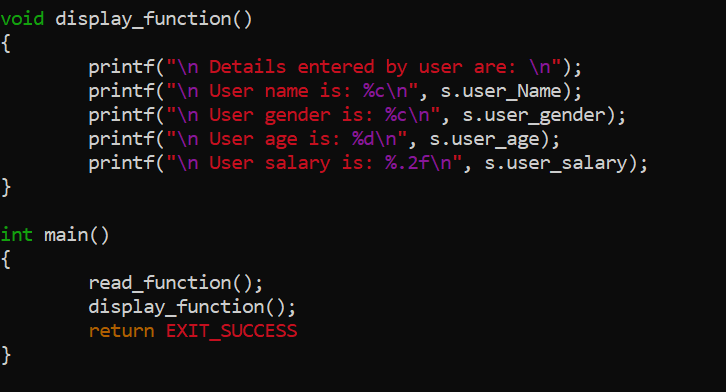 void display_function()
{
        printf("\n Details entered by user are: \n");
        printf("\n User name is: %c\n", s.user_Name);
        printf("\n User gender is: %c\n", s.user_gender);
        printf("\n User age is: %d\n", s.user_age);
        printf("\n User salary is: %.2f\n", s.user_salary);
}

int main()
{
        read_function();
        display_function();
        return EXIT_SUCCESS
}